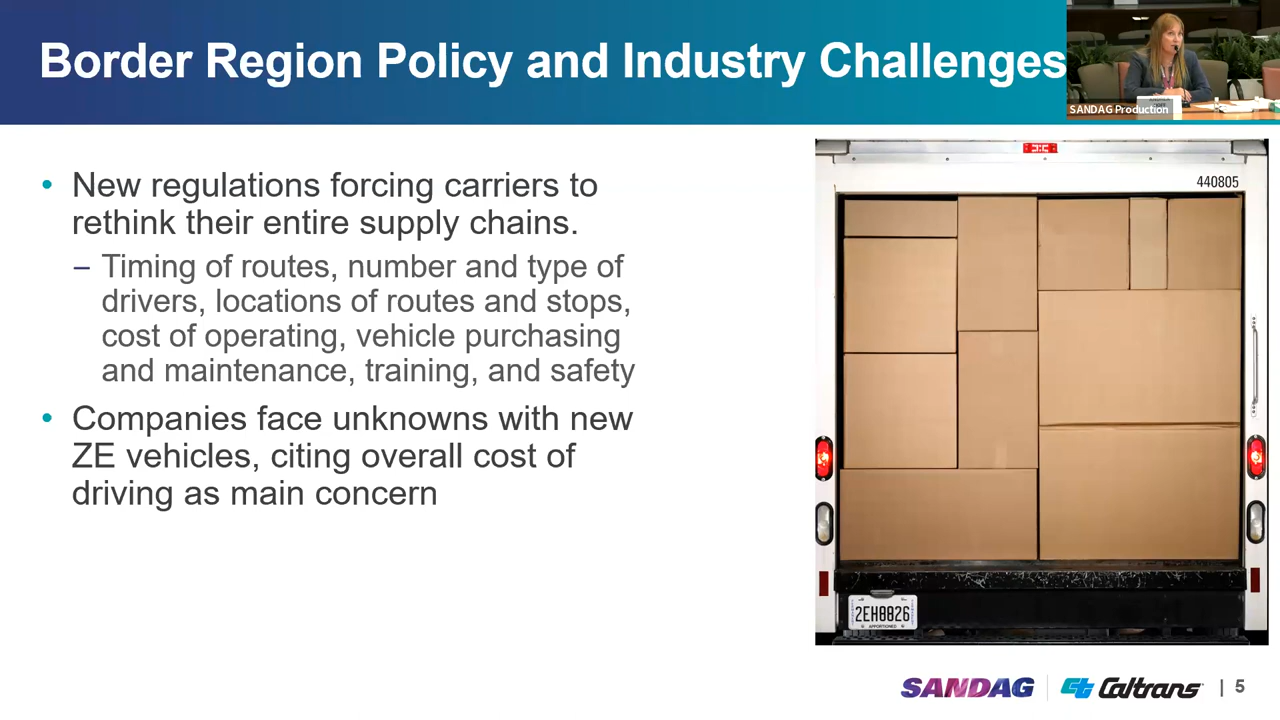 Border Region Policy and Industry Challenges
SANDAG Production
• New regulations forcing carriers to
rethink their entire supply chains.
– Timing of routes, number and type of
drivers, locations of routes and stops,
cost of operating, vehicle purchasing
and maintenance, training, and safety
• Companies face unknowns with new
ZE vehicles, citing overall cost of
driving as main concern
440805
2EH8826
APPORTIONED
SANDAG
ct Caltrans
| 5